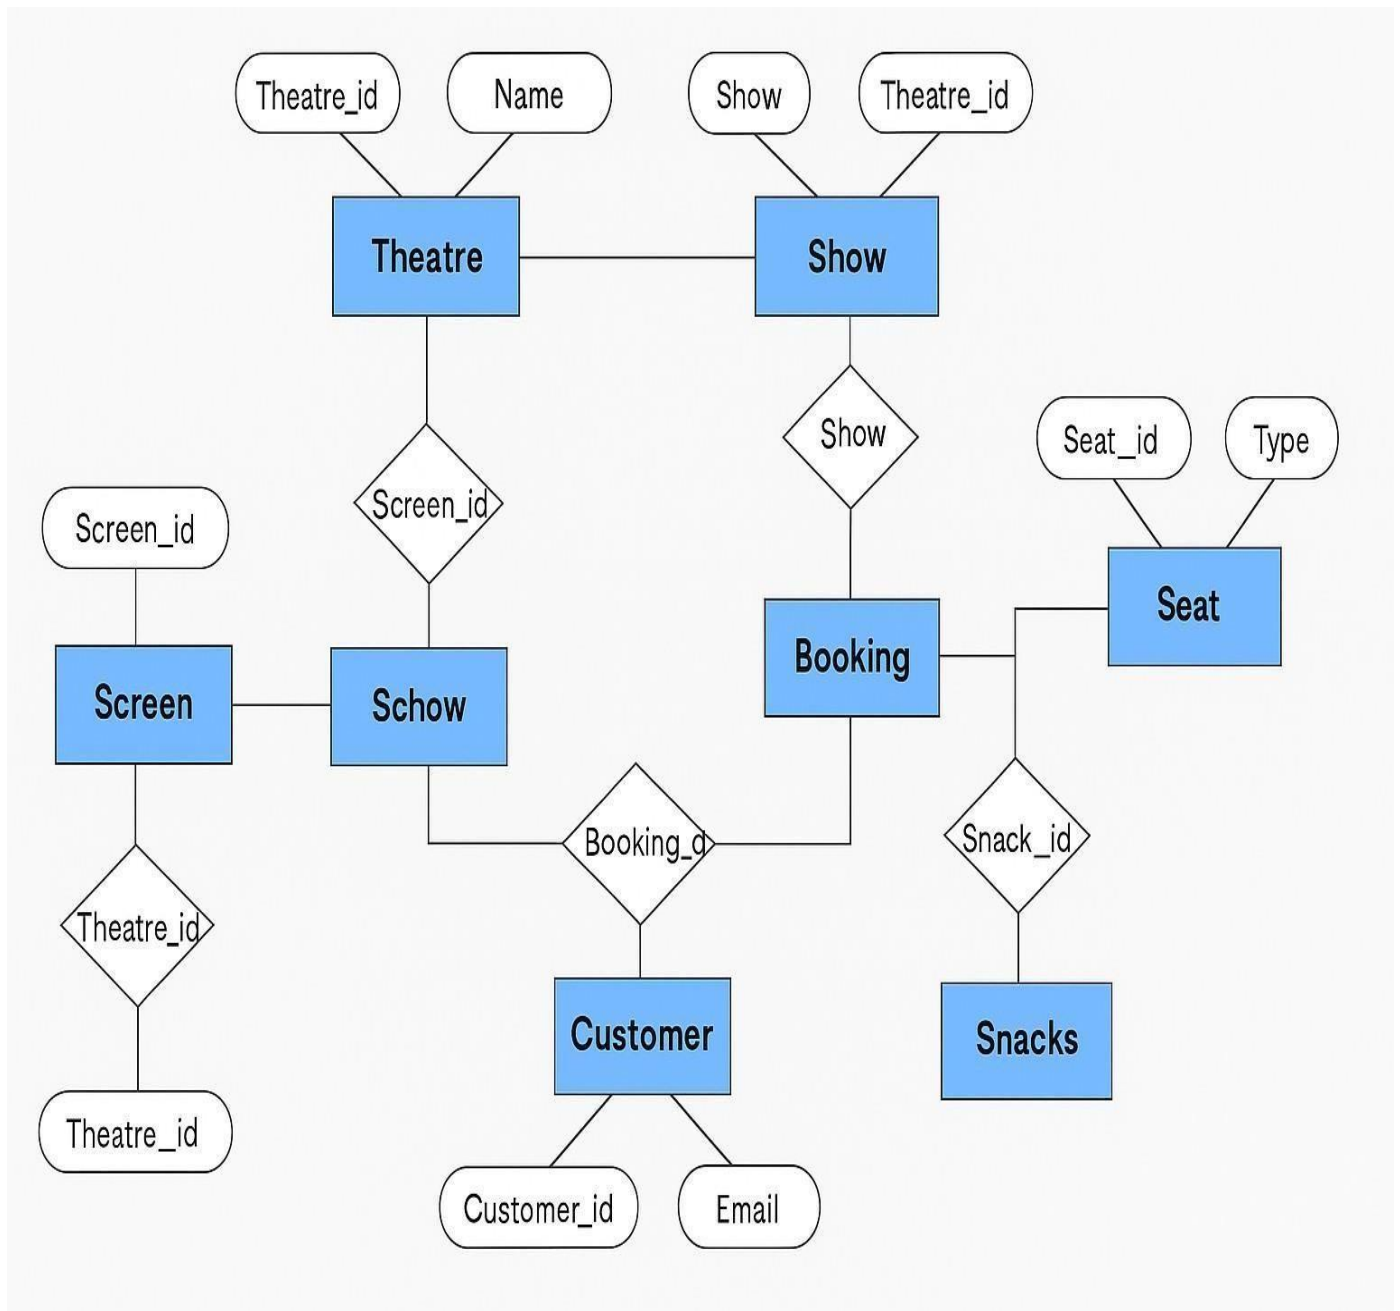 Theatre_id
Name
Show
Theatre_id
Theatre
Show
Show
Seat_id
Type
Screen_id
Screen_id
Seat
Booking
Screen
Schow
Booking_d
Snack_id
Theatre_id
Customer
Snacks
Theatre_id
Customer_id
Email